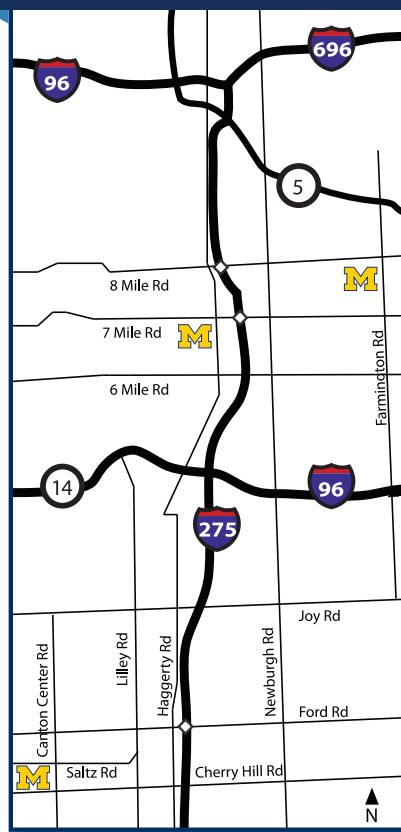 696
96
5
8 Mile Rd
M
7 Mile Rd
M
6 Mile Rd
Farmington Rd
14
96
275
Joy Rd
Canton Center Rd
Lilley Rd
Haggerty Rd
Newburgh Rd
Ford Rd
M
Saltz Rd
Cherry Hill Rd
N